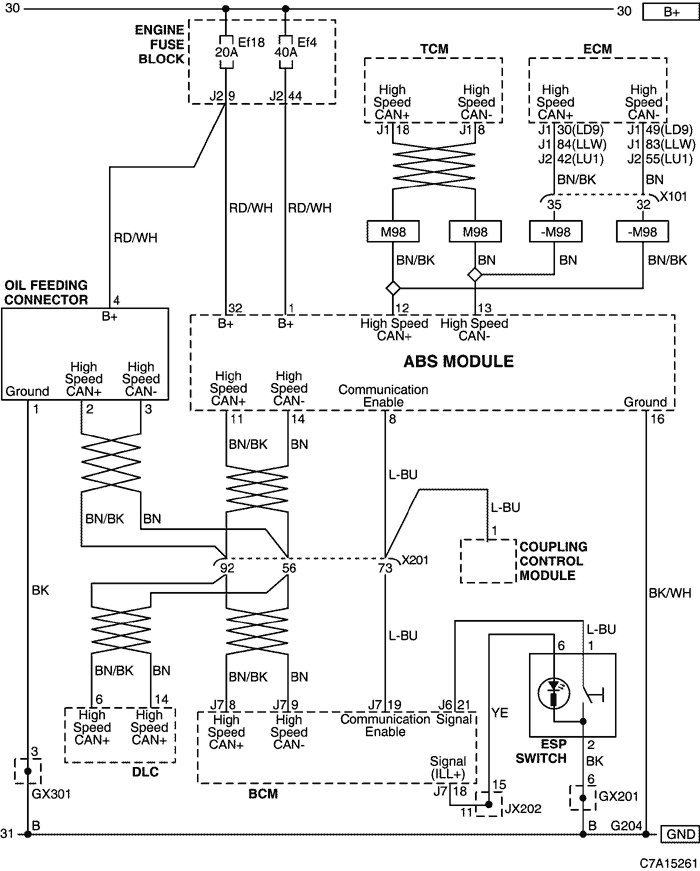 30
30 B+
ENGINE
FUSE
BLOCK
Ef18
20A
Ef4
40A
J2 9
J2 44
TCM
High
Speed
CAN+
High
Speed
CAN-
J1 18
J1 8
ECM
High
Speed
CAN+
High
Speed
CAN-
J1 30(LD9)
J1 84(LLW)
J2 42(LU1)
J1 49(LD9)
J1 83(LLW)
J2 55(LU1)
BN/BK
BN
X101
35
32
M98
M98
-M98
-M98
BN/BK
BN
BN
BN/BK
RD/WH
RD/WH
RD/WH
OIL FEEDING
CONNECTOR
4
B+
High
Speed
CAN+
High
Speed
CAN-
Ground
1
2
3
32
1
12
13
B+
B+
High Speed
CAN+
High Speed
CAN-
ABS MODULE
High
Speed
CAN+
High
Speed
CAN-
Communication
Enable
Ground
11
14
8
16
BN/BK
BN
L-BU
L-BU
BN/BK
BN
1
COUPLING
CONTROL
MODULE
92
56
73
X201
BK
BK/WH
L-BU
L-BU
BN/BK
BN
BN/BK
BN
6
14
High
Speed
CAN+
High
Speed
CAN+
DLC
J7 8
J7 9
J7 19
J6 21
High
Speed
CAN+
High
Speed
CAN-
Communication
Enable
Signal
Signal
(ILL+)
J7 18
BCM
YE
6
1
ESP
SWITCH
2
BK
15
11
JX202
6
GX201
3
GX301
31
B
B
G204
GND
C7A15261